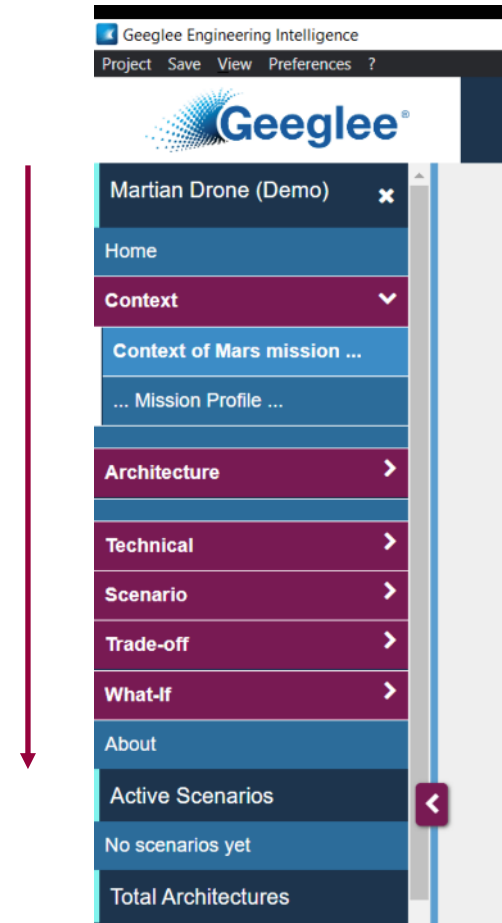 Geeglee Engineering Intelligence
Project Save View Preferences ?
Geeglee®
Martian Drone (Demo)
Home
Context
Context of Mars mission ...
... Mission Profile ...
Architecture
Technical
Scenario
Trade-off
What-If
About
Active Scenarios
No scenarios yet
Total Architectures